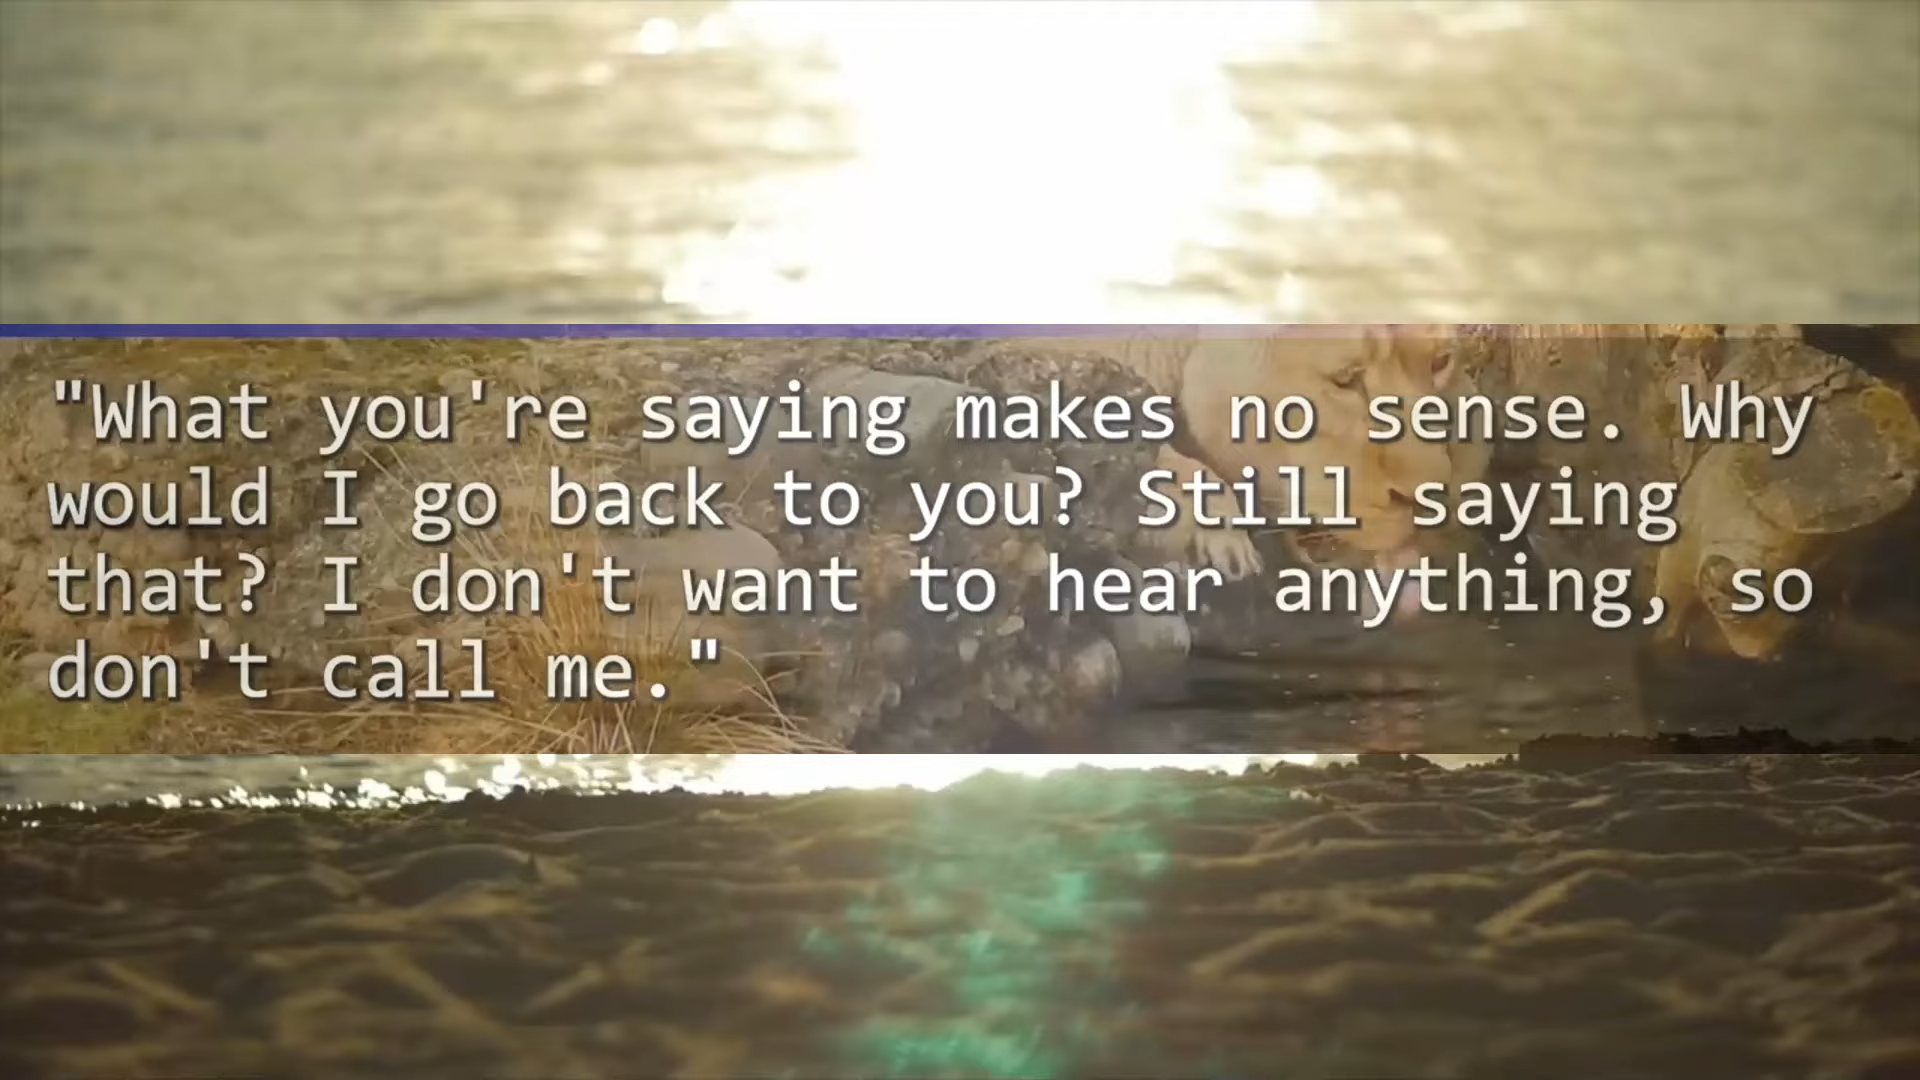 "What you're saying makes no sense. Why
would I go back to you? Still saying
that? I don't want to hear anything, so
don't call me."